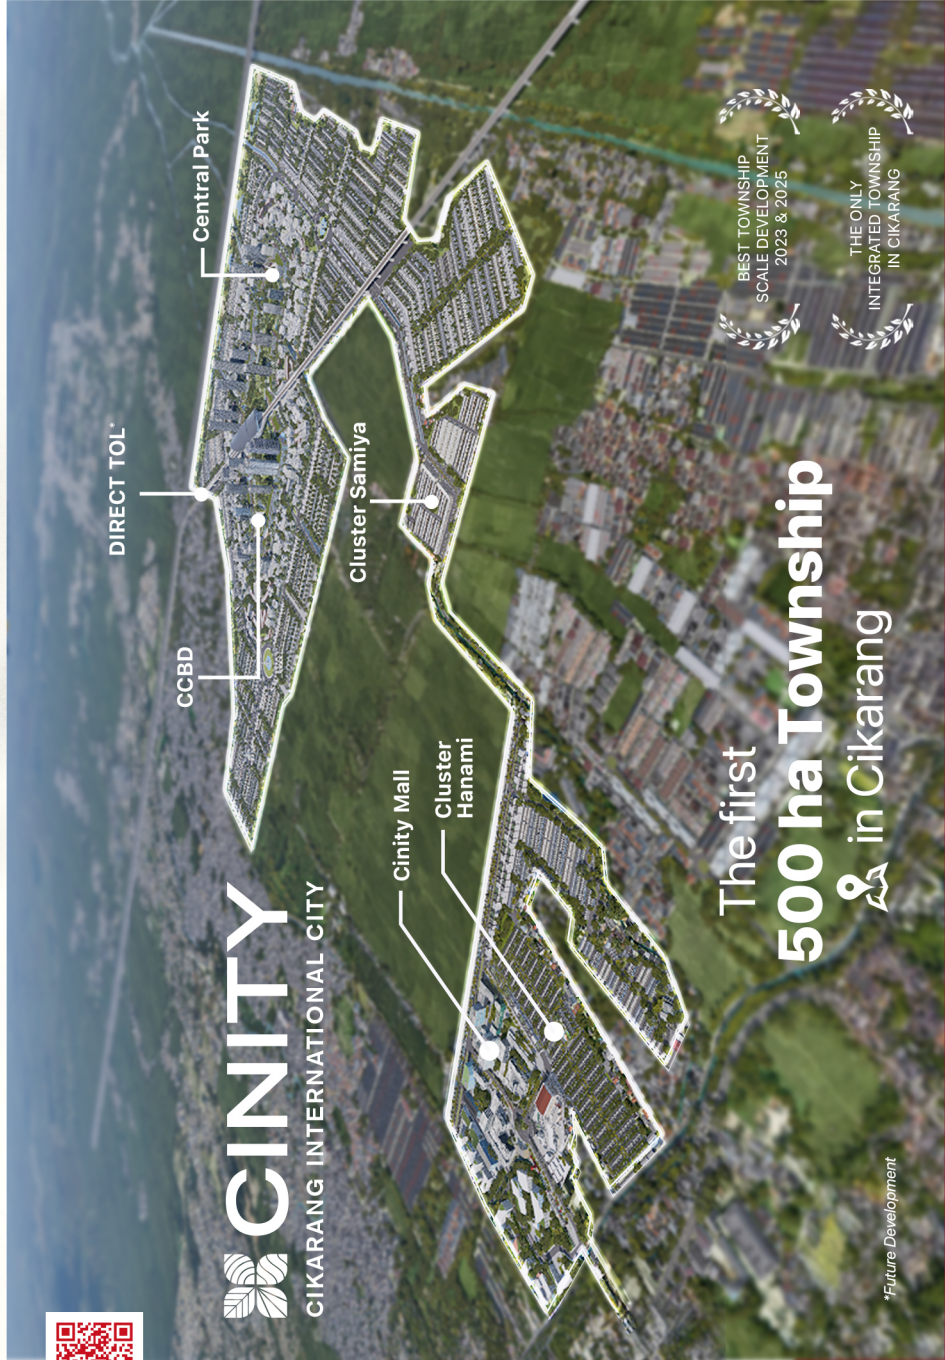 CINITY
CIKARANG INTERNATIONAL CITY
DIRECT TOL*
Central Park
CCBD
Cluster Samiya
Cinity Mall
Cluster
Hanami
The first
500 ha Township
in Cikarang
BEST TOWNSHIP
SCALE DEVELOPMENT
2023 & 2025
THE ONLY
INTEGRATED TOWNSHIP
IN CIKARANG
*Future Development